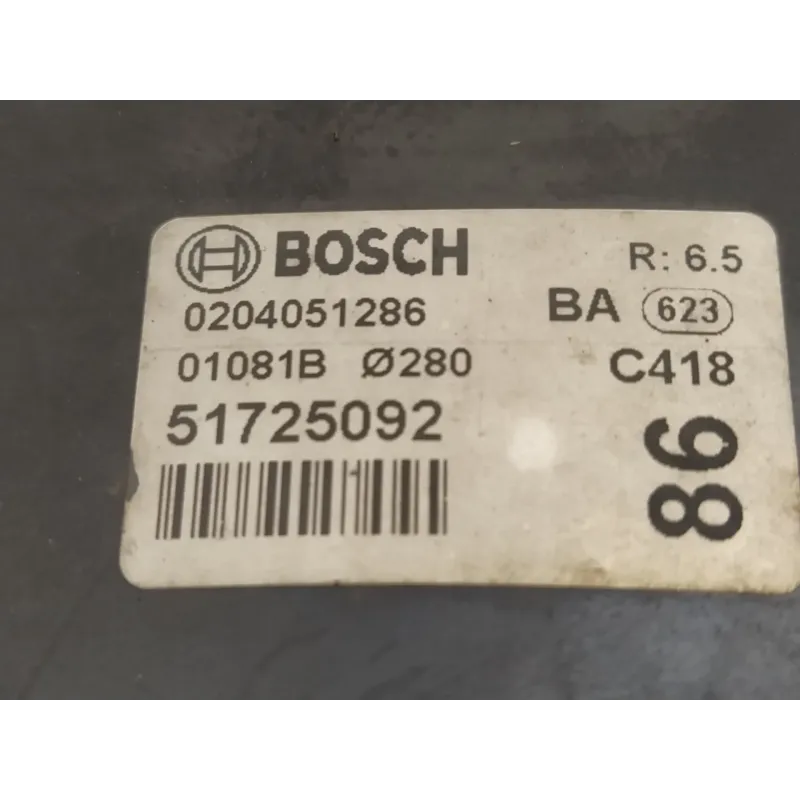 BOSCH R: 6.5
0204051286 BA 623
01081B Ø280 C418
51725092
86